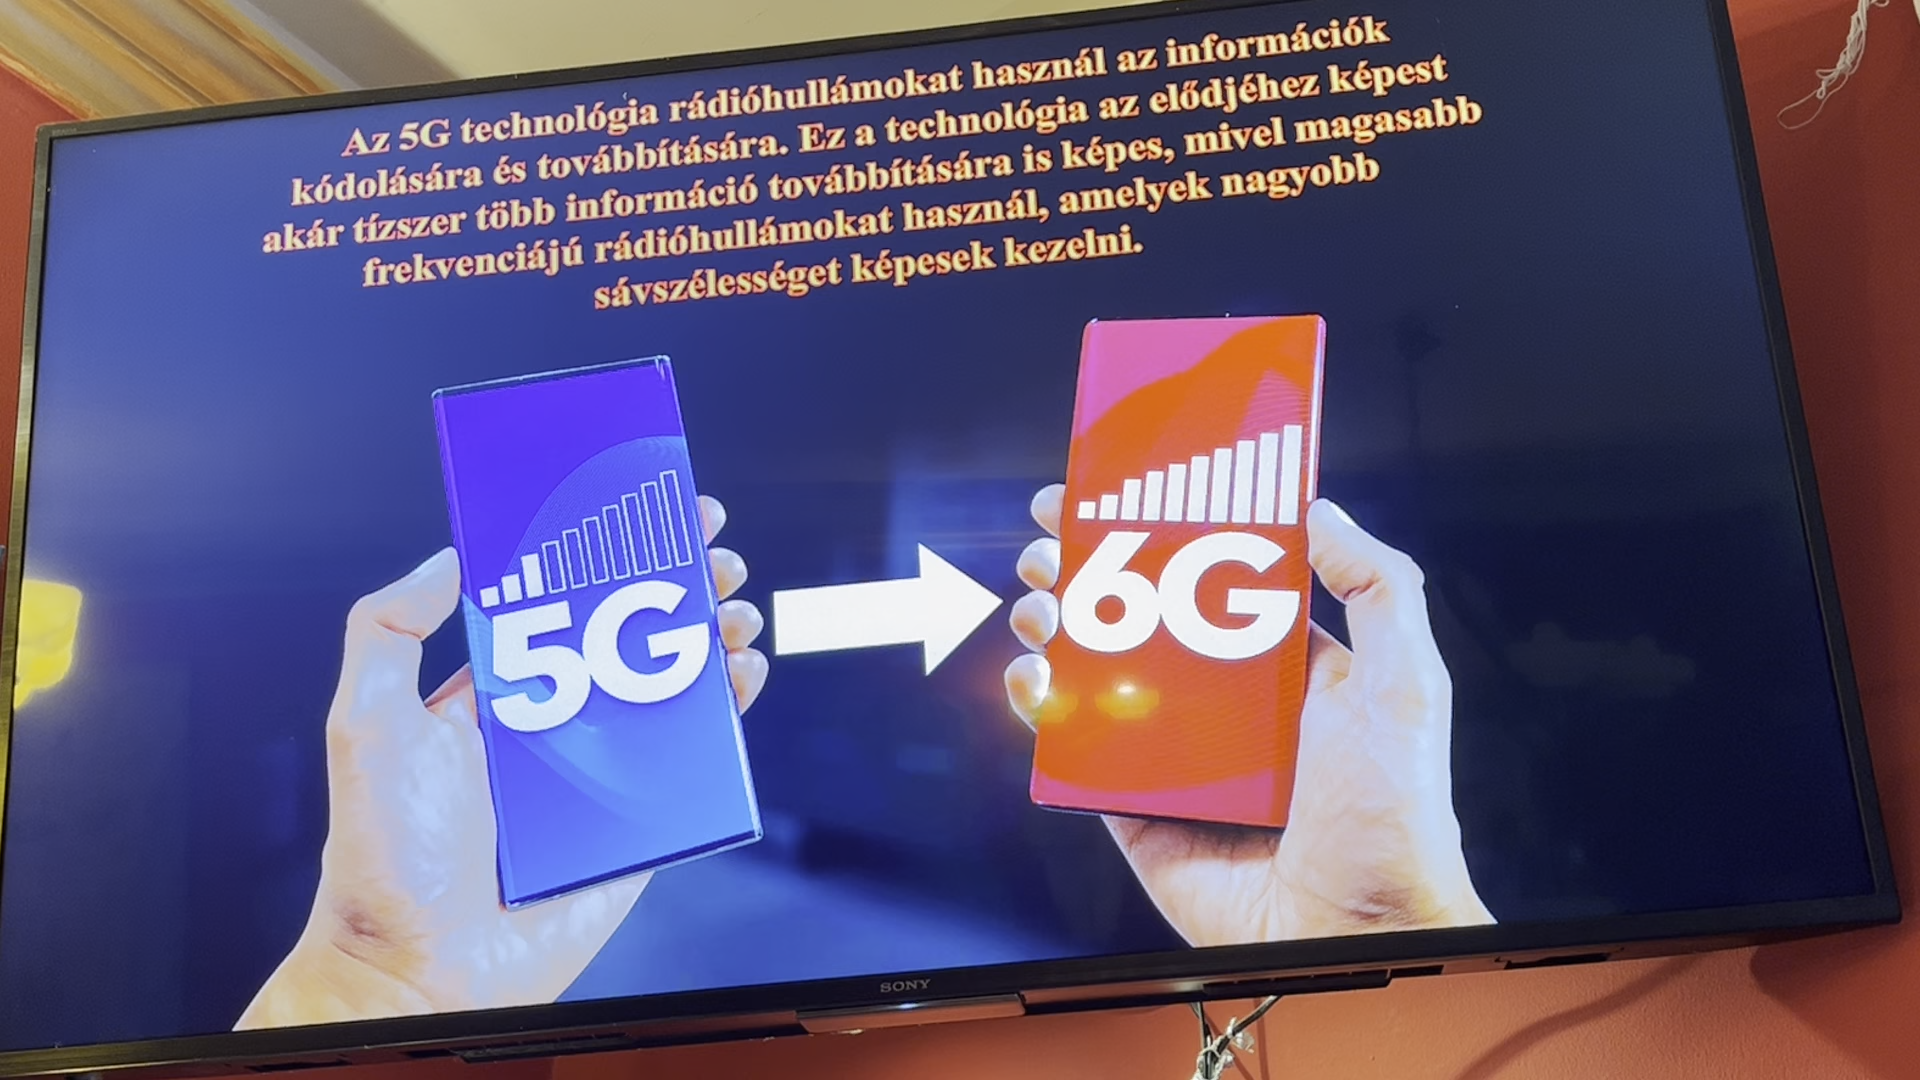 Az 5G technológia rádióhullámokat használ az információk
kódolására és továbbítására. Ez a technológia az elődjéhez képest
akár tízszer több információ továbbítására is képes, mivel magasabb
frekvenciájú rádióhullámokat használ, amelyek nagyobb
sávszélességet képesek kezelni.
5G
6G
SONY